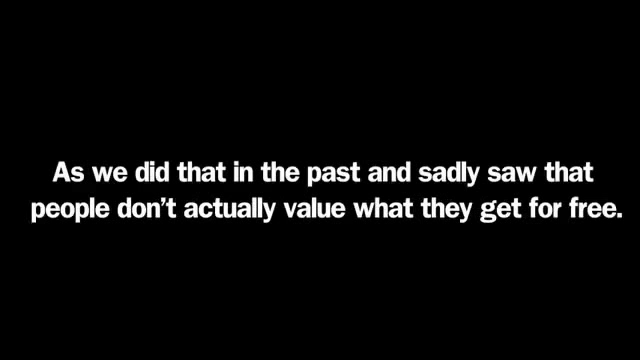 As we did that in the past and sadly saw that
people don't actually value what they get for free.